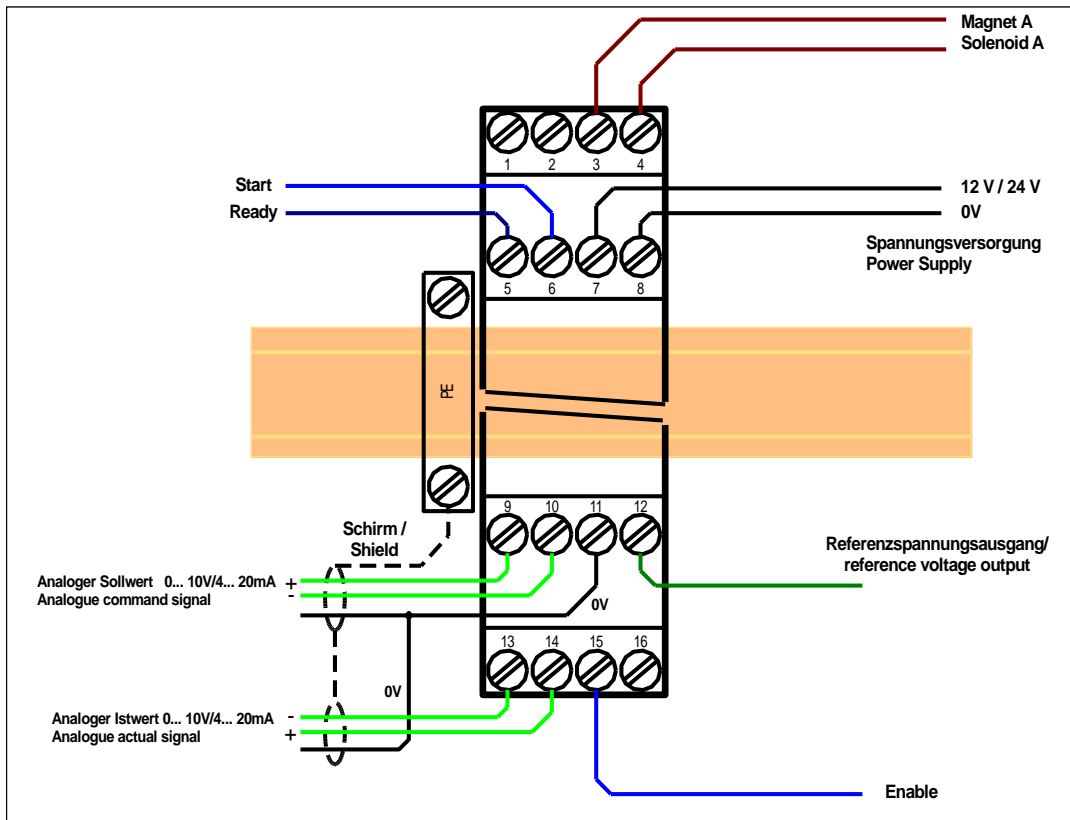 Magnet A
Solenoid A
1 2 3 4
Start
Ready
12 V / 24 V
0V
Spannungsversorgung
Power Supply
5 6 7 8
PE
9 10 11 12
Schirm /
Shield
Referenzspannungsausgang/
reference voltage output
Analoger Sollwert 0... 10V/4... 20mA +
Analogue command signal -
0V
13 14 15 16
0V
Analoger Istwert 0... 10V/4... 20mA -
Analogue actual signal +
Enable